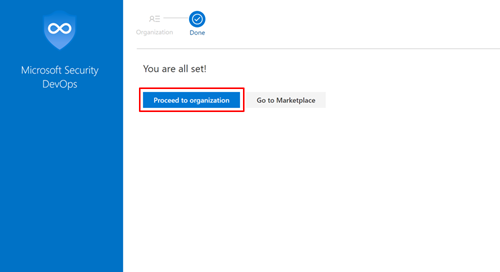 Microsoft Security
DevOps
Organization
Done
You are all set!
Proceed to organization
Go to Marketplace